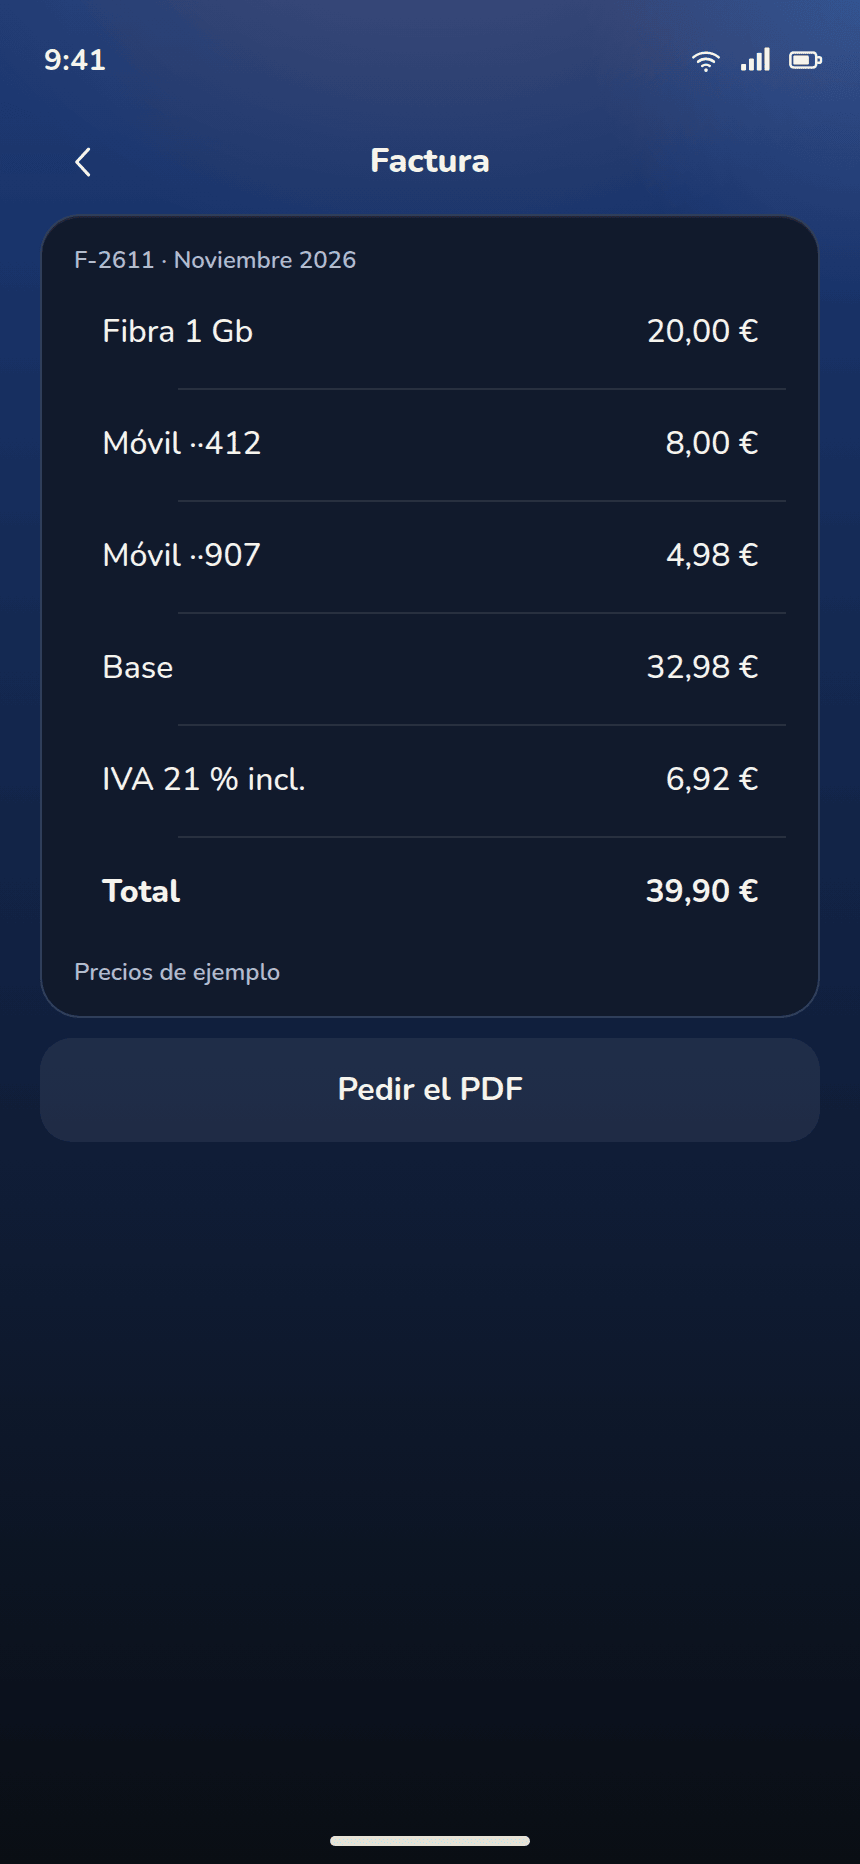 9:41
Factura
F-2611 · Noviembre 2026
Fibra 1 Gb 20,00 €
Móvil ··412 8,00 €
Móvil ··907 4,98 €
Base 32,98 €
IVA 21 % incl. 6,92 €
Total 39,90 €
Precios de ejemplo
Pedir el PDF